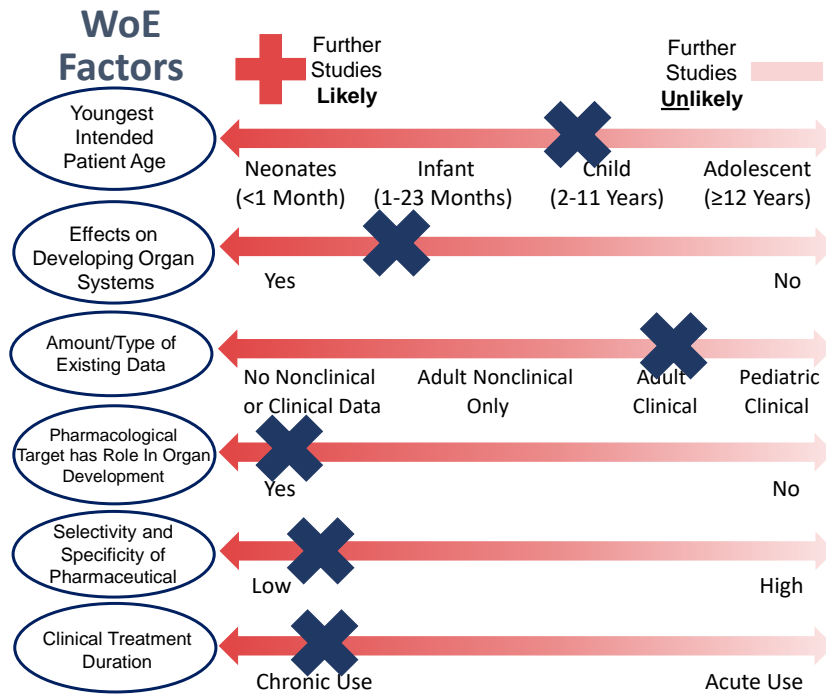 WoE
Factors
Further
Studies
Likely
Further
Studies
Unlikely
Youngest
Intended
Patient Age
Neonates
(<1 Month)
Infant
(1-23 Months)
Child
(2-11 Years)
Adolescent
(≥12 Years)
Effects on
Developing Organ
Systems
Yes
No
Amount/Type of
Existing Data
No Nonclinical
or Clinical Data
Adult Nonclinical
Only
Adult
Clinical
Pediatric
Clinical
Pharmacological
Target has Role In Organ
Development
Yes
No
Selectivity and
Specificity of
Pharmaceutical
Low
High
Clinical Treatment
Duration
Chronic Use
Acute Use